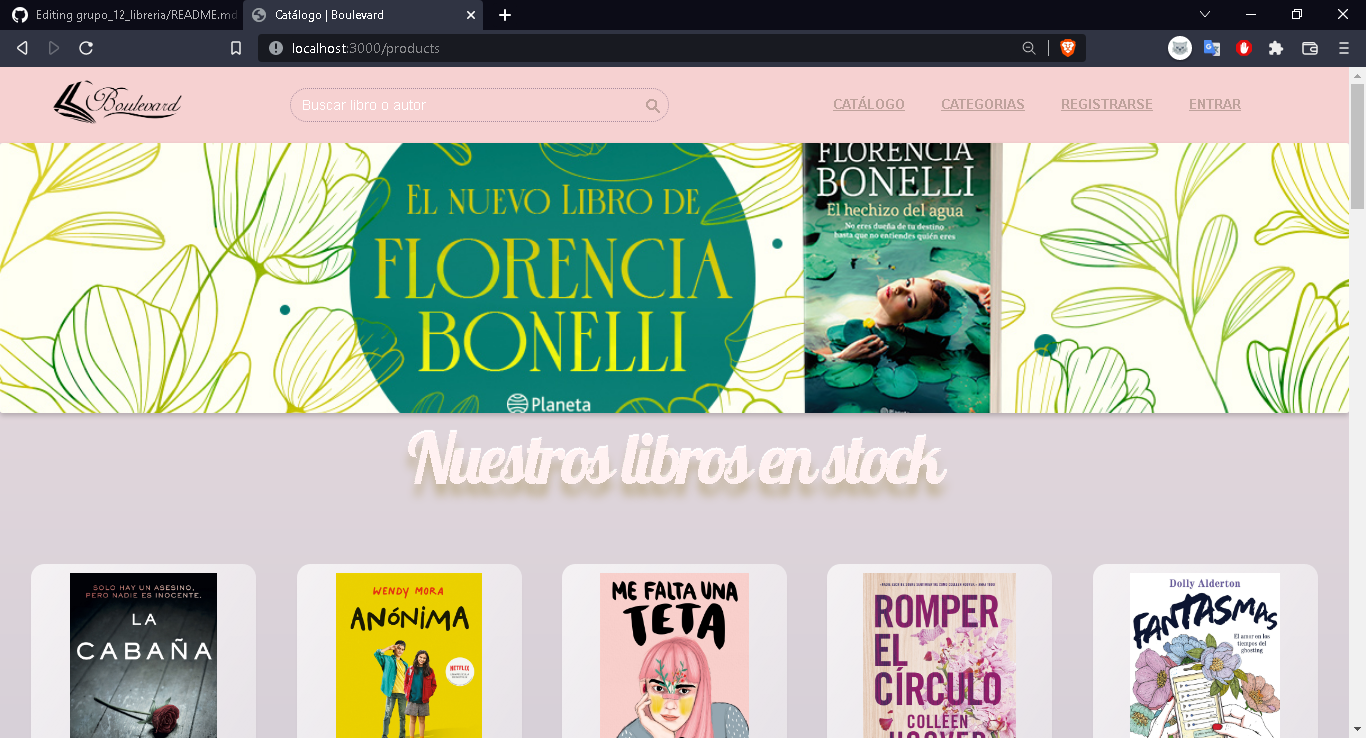 Editing grupo_12_libreria/README.md
Catálogo | Boulevard
localhost:3000/products
Boulevard
Buscar libro o autor
CATÁLOGO
CATEGORIAS
REGISTRARSE
ENTRAR
EL NUEVO LIBRO DE
FLORENCIA
BONELLI
Planeta
FLORENCIA
BONELLI
El hechizo del agua
No eres dueña de tu destino
hasta que no entiendes quién eres
Nuestros libros en stock
SOLO HAY UN ASESINO,
PERO NADIE ES INOCENTE.
LA
CABAÑA
WENDY MORA
ANÓNIMA
NETFLIX
ME FALTA UNA
TETA
ROMPER
EL
CÍRCULO
COLLEEN
HOOVER
Dolly Alderton
FANTASMAS
El amor en los
tiempos del
ghosting